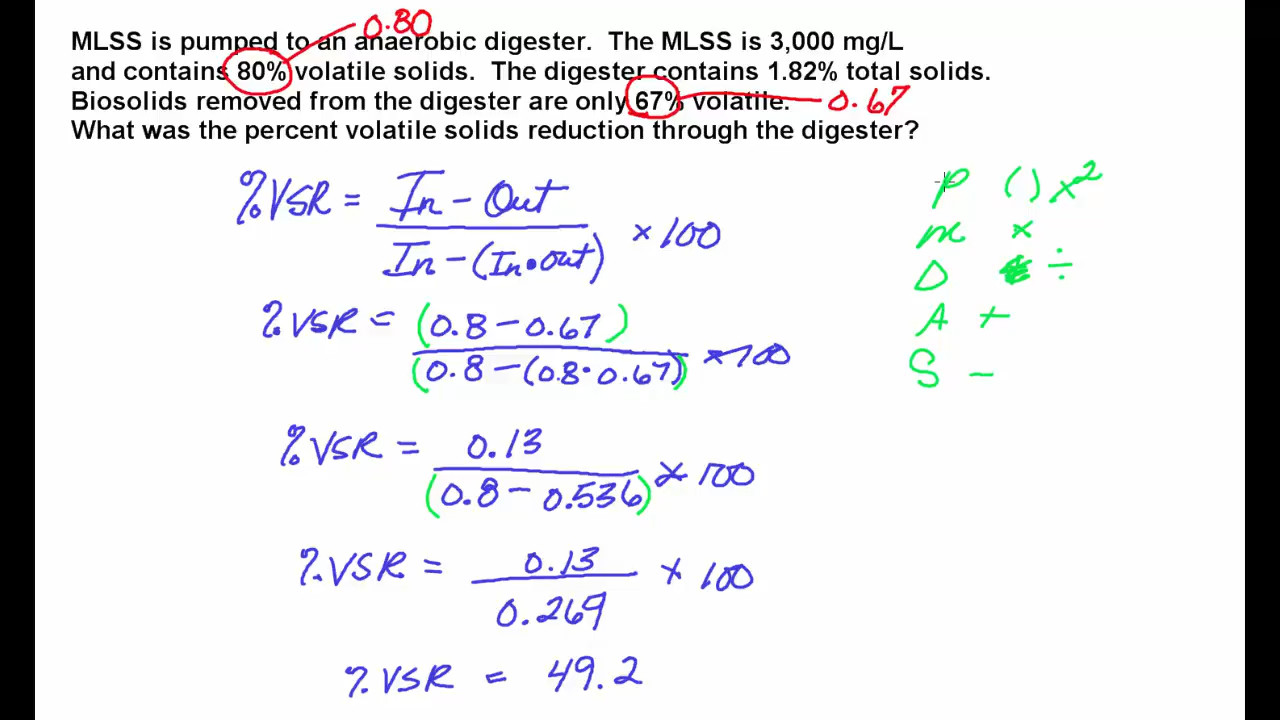 0.80
MLSS is pumped to an anaerobic digester. The MLSS is 3,000 mg/L
and contains 80% volatile solids. The digester contains 1.82% total solids.
Biosolids removed from the digester are only 67% volatile. 0.67
What was the percent volatile solids reduction through the digester?
%VSR = In - Out
In - (In • out) × 100
%VSR = (0.8 - 0.67)
(0.8 - (0.8 • 0.67)) × 100
%VSR = 0.13
(0.8 - 0.536) × 100
%VSR = 0.13 × 100
0.269
%VSR = 49.2
P ( ) x²
M ×
D ÷
A +
S -